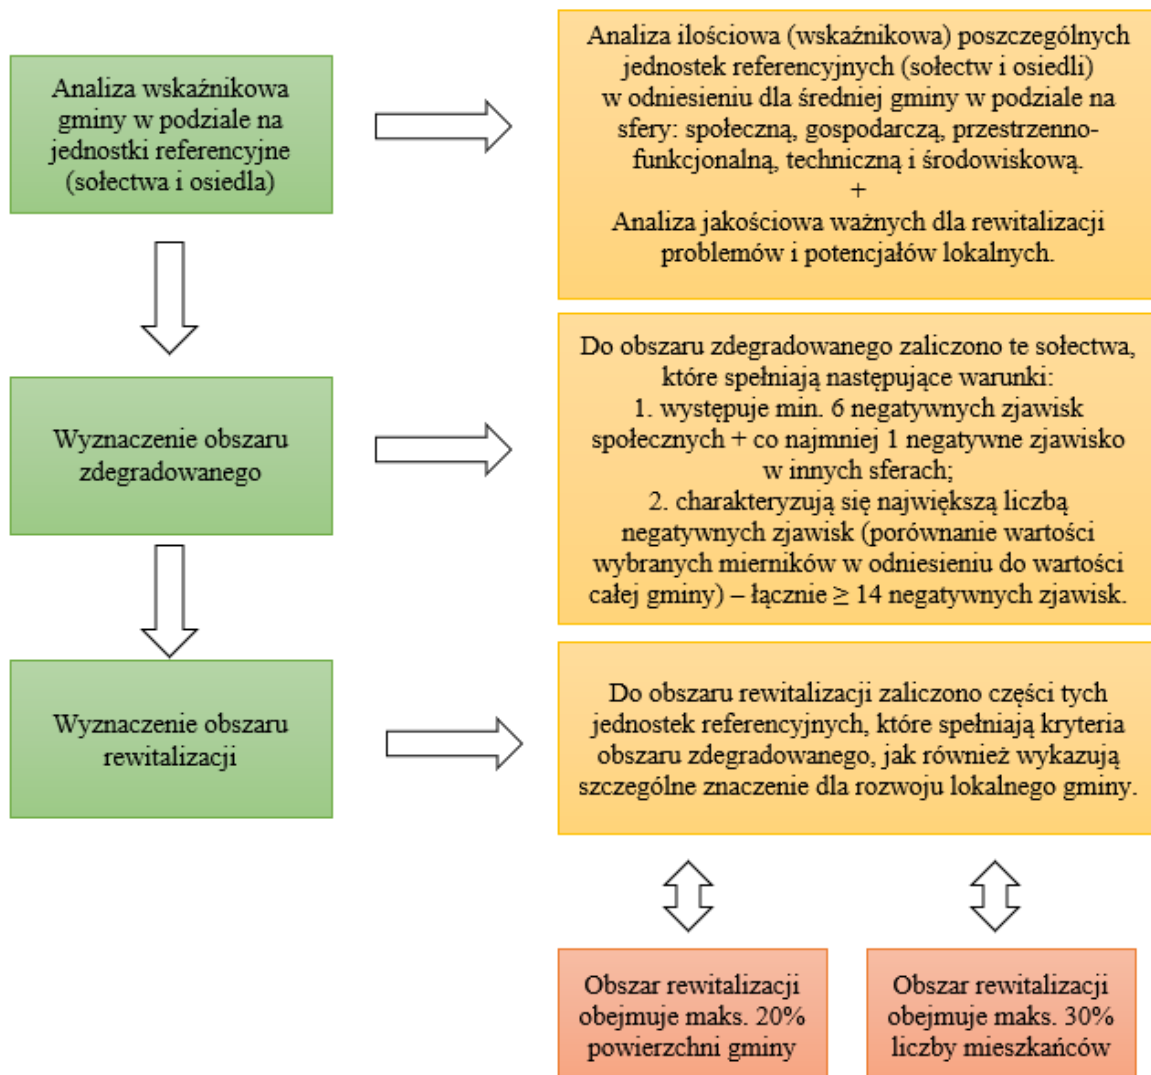 Analiza wskaźnikowa
gminy w podziale na
jednostki referencyjne
(sołectwa i osiedla)
Analiza ilościowa (wskaźnikowa) poszczególnych
jednostek referencyjnych (sołectw i osiedli)
w odniesieniu dla średniej gminy w podziale na
sfery: społeczną, gospodarczą, przestrzenno-
funkcjonalną, techniczną i środowiskową.
+
Analiza jakościowa ważnych dla rewitalizacji
problemów i potencjałów lokalnych.
Wyznaczenie obszaru
zdegradowanego
Do obszaru zdegradowanego zaliczono te sołectwa,
które spełniają następujące warunki:
1. występuje min. 6 negatywnych zjawisk
społecznych + co najmniej 1 negatywne zjawisko
w innych sferach;
2. charakteryzują się największą liczbą
negatywnych zjawisk (porównanie wartości
wybranych mierników w odniesieniu do wartości
całej gminy) – łącznie ≥ 14 negatywnych zjawisk.
Wyznaczenie obszaru
rewitalizacji
Do obszaru rewitalizacji zaliczono części tych
jednostek referencyjnych, które spełniają kryteria
obszaru zdegradowanego, jak również wykazują
szczególne znaczenie dla rozwoju lokalnego gminy.
Obszar rewitalizacji
obejmuje maks. 20%
powierzchni gminy
Obszar rewitalizacji
obejmuje maks. 30%
liczby mieszkańców